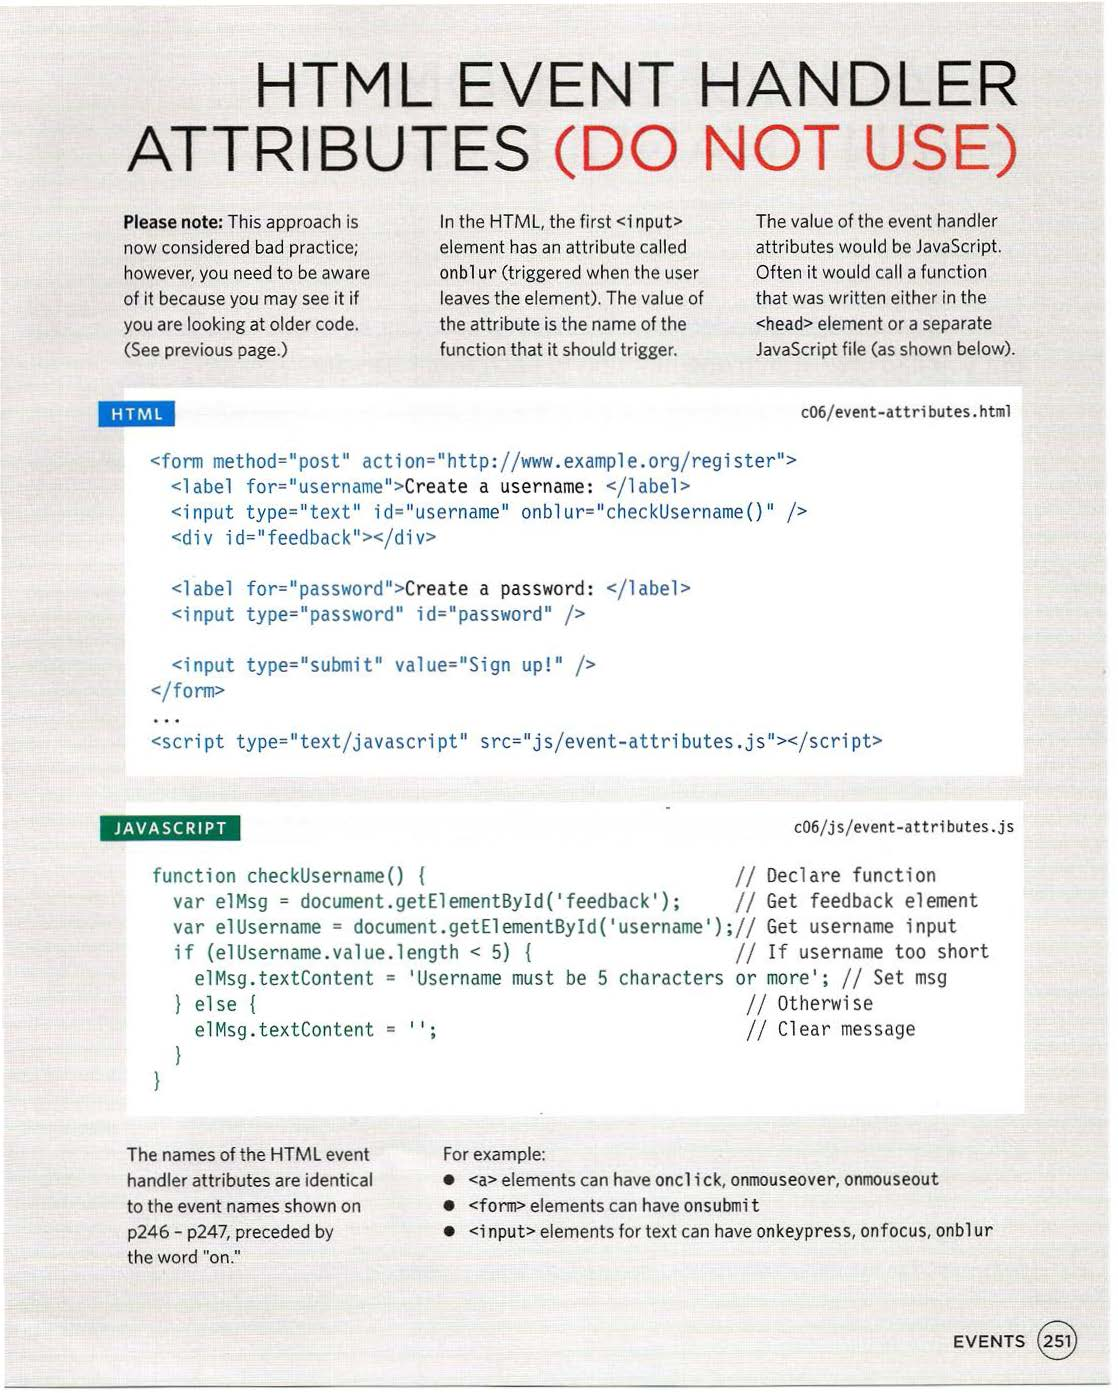 HTML EVENT HANDLER
ATTRIBUTES (DO NOT USE)
Please note: This approach is
now considered bad practice;
however, you need to be aware
of it because you may see it if
you are looking at older code.
(See previous page.)
In the HTML, the first <input>
element has an attribute called
onblur (triggered when the user
leaves the element). The value of
the attribute is the name of the
function that it should trigger.
The value of the event handler
attributes would be JavaScript.
Often it would call a function
that was written either in the
<head> element or a separate
JavaScript file (as shown below).
HTML
c06/event-attributes.html
<form method="post" action="http://www.example.org/register">
  <label for="username">Create a username: </label>
  <input type="text" id="username" onblur="checkUsername()" />
  <div id="feedback"></div>
  <label for="password">Create a password: </label>
  <input type="password" id="password" />
  <input type="submit" value="Sign up!" />
</form>
...
<script type="text/javascript" src="js/event-attributes.js"></script>
JAVASCRIPT
c06/js/event-attributes.js
function checkUsername() {                             // Declare function
  var elMsg = document.getElementById('feedback');     // Get feedback element
  var elUsername = document.getElementById('username');// Get username input
  if (elUsername.value.length < 5) {                   // If username too short
    elMsg.textContent = 'Username must be 5 characters or more'; // Set msg
  } else {                                              // Otherwise
    elMsg.textContent = '';                             // Clear message
  }
}
The names of the HTML event
handler attributes are identical
to the event names shown on
p246 – p247, preceded by
the word "on."
For example:
● <a> elements can have onclick, onmouseover, onmouseout
● <form> elements can have onsubmit
● <input> elements for text can have onkeypress, onfocus, onblur
EVENTS 251